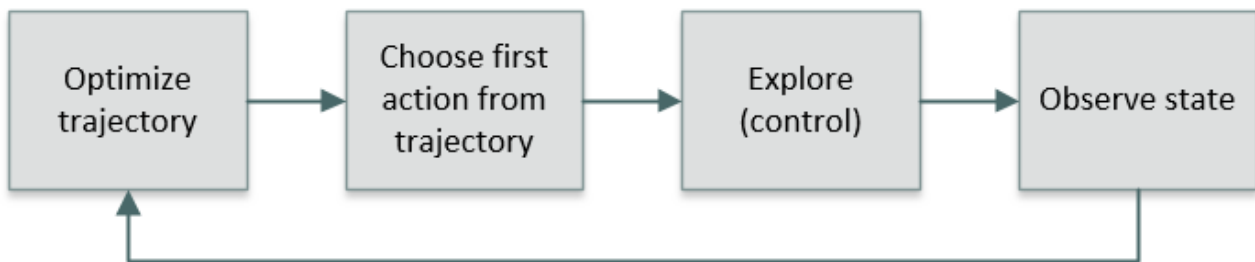 Optimize
trajectory
Choose first
action from
trajectory
Explore
(control)
Observe state